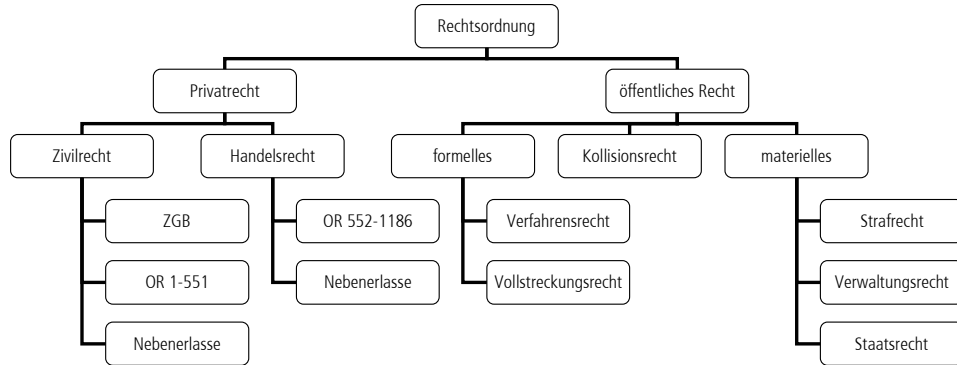 Rechtsordnung
Privatrecht
öffentliches Recht
Zivilrecht
Handelsrecht
formelles
Kollisionsrecht
materielles
ZGB
OR 552-1186
Verfahrensrecht
Strafrecht
OR 1-551
Nebenerlasse
Vollstreckungsrecht
Verwaltungsrecht
Nebenerlasse
Staatsrecht